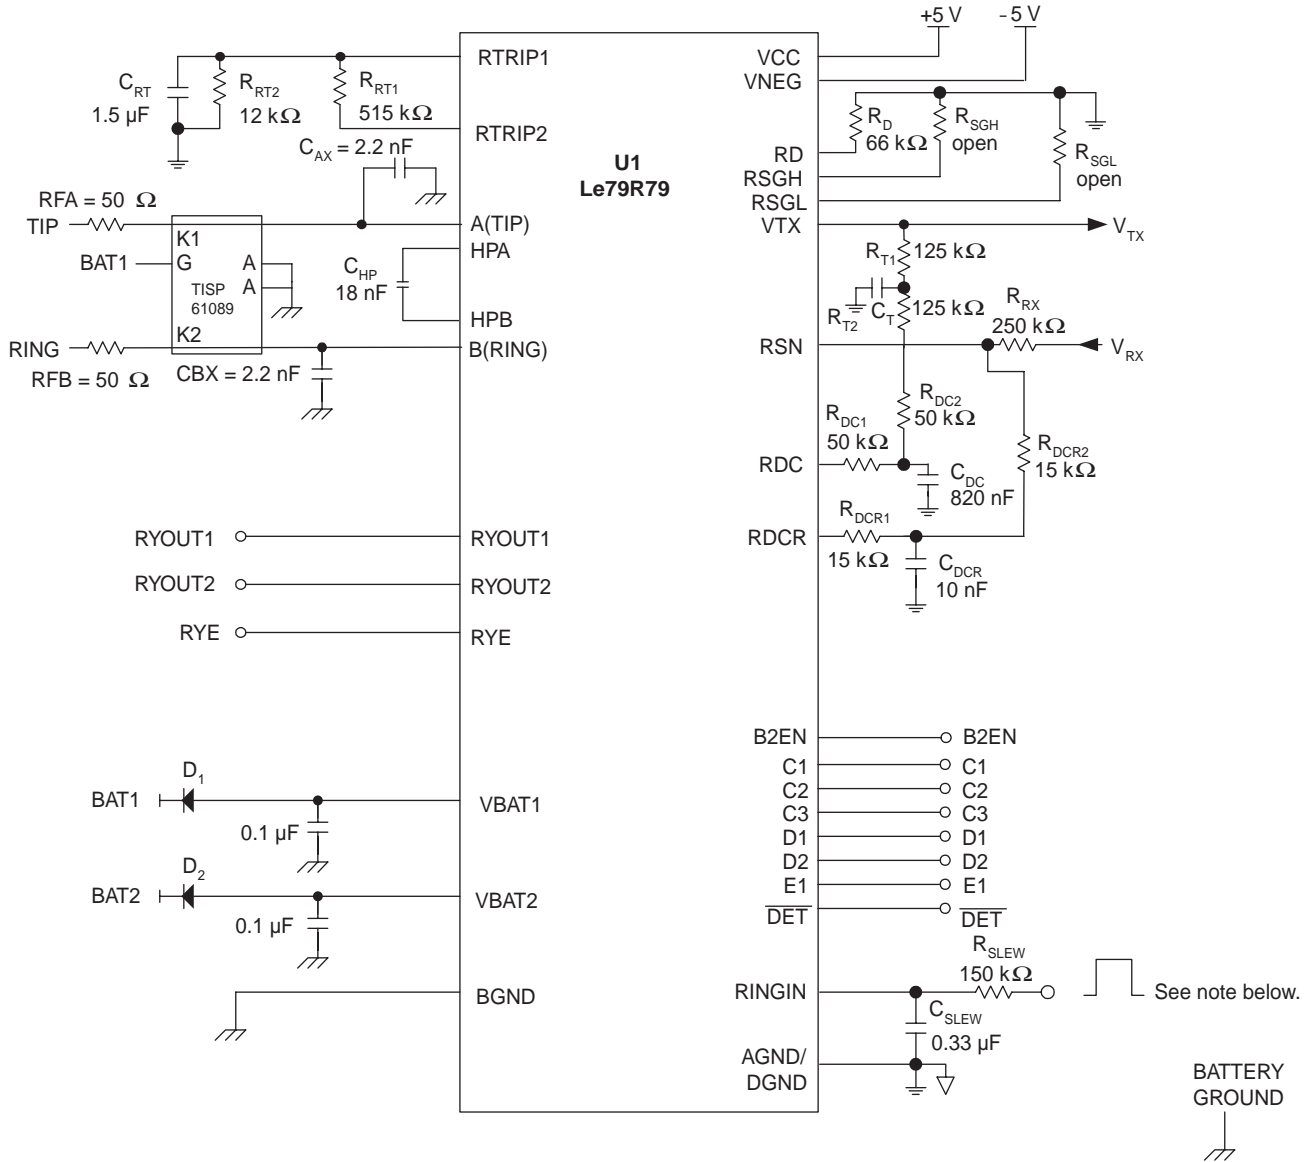 +5 V
−5 V
RTRIP1
VCC
VNEG
C_RT
1.5 µF
R_RT2
12 kΩ
R_RT1
515 kΩ
RTRIP2
R_D
66 kΩ
R_SGH
open
R_SGL
open
C_AX = 2.2 nF
U1
Le79R79
RD
RSGH
RSGL
RFA = 50 Ω
TIP
A(TIP)
VTX
V_TX
K1
BAT1
G
A
A
TISP
61089
K2
HPA
C_HP
18 nF
HPB
R_T1
125 kΩ
C_T
R_T2
125 kΩ
R_RX
250 kΩ
RING
B(RING)
RSN
V_RX
RFB = 50 Ω
CBX = 2.2 nF
R_DC2
50 kΩ
R_DC1
50 kΩ
RDC
C_DC
820 nF
R_DCR2
15 kΩ
RYOUT1
RYOUT1
RDCR
R_DCR1
15 kΩ
C_DCR
10 nF
RYOUT2
RYOUT2
RYE
RYE
B2EN
B2EN
C1
C1
C2
C2
C3
C3
D1
D1
D2
D2
E1
E1
DET
DET
D_1
BAT1
VBAT1
0.1 µF
D_2
BAT2
VBAT2
0.1 µF
R_SLEW
150 kΩ
BGND
RINGIN
See note below.
C_SLEW
0.33 µF
AGND/
DGND
BATTERY
GROUND